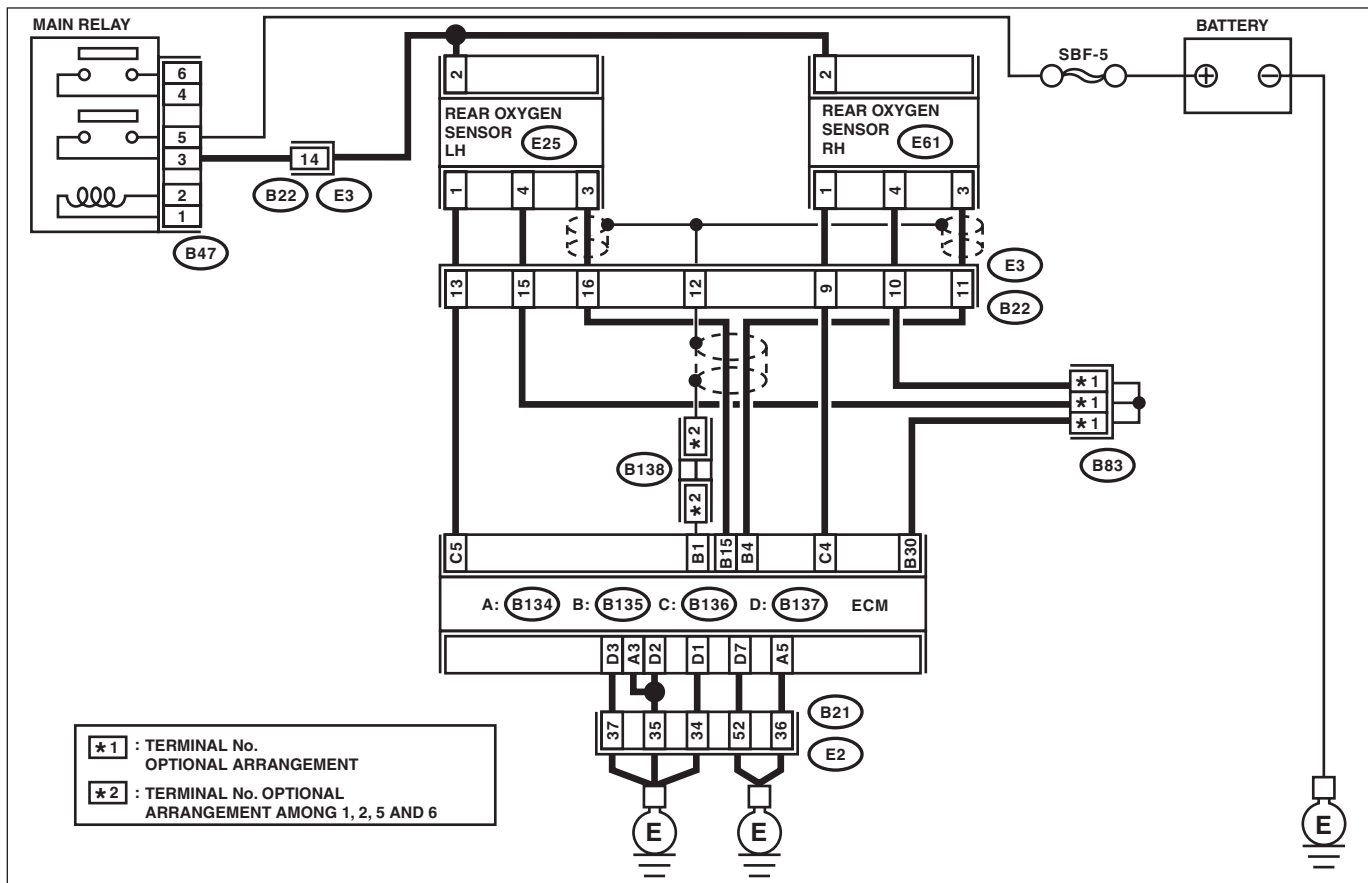 MAIN RELAY
BATTERY
SBF-5
6
4
5
3
2
1
B47
14
B22 E3
2
REAR OXYGEN
SENSOR
LH
E25
1 4 3
2
REAR OXYGEN
SENSOR
RH
E61
1 4 3
E3
13 15 16 12 9 10 11
B22
*1
*1
*1
B83
*2
B138
*2
C5 B1 B15 B4 C4 B30
A: B134 B: B135 C: B136 D: B137 ECM
D3 A3 D2 D1 D7 A5
B21
37 35 34 52 36
E2
*1 : TERMINAL No.
OPTIONAL ARRANGEMENT
*2 : TERMINAL No. OPTIONAL
ARRANGEMENT AMONG 1, 2, 5 AND 6
E E E